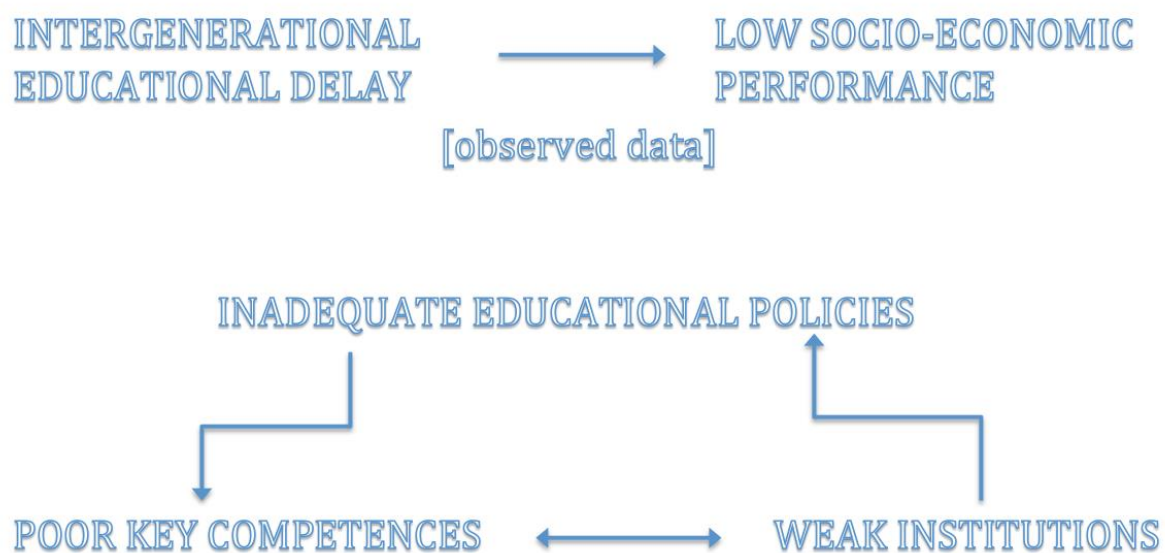 INTERGENERATIONAL
EDUCATIONAL DELAY
LOW SOCIO-ECONOMIC
PERFORMANCE
[observed data]
INADEQUATE EDUCATIONAL POLICIES
POOR KEY COMPETENCES
WEAK INSTITUTIONS